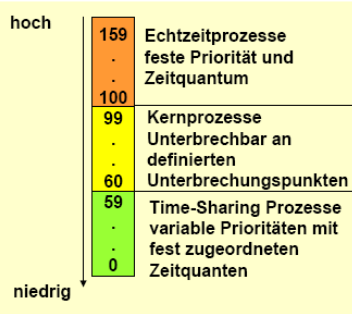 hoch
159
.
.
100
Echtzeitprozesse
feste Priorität und
Zeitquantum
99
.
.
60
Kernprozesse
Unterbrechbar an
definierten
Unterbrechungspunkten
59
.
.
0
Time-Sharing Prozesse
variable Prioritäten mit
fest zugeordneten
Zeitquanten
niedrig